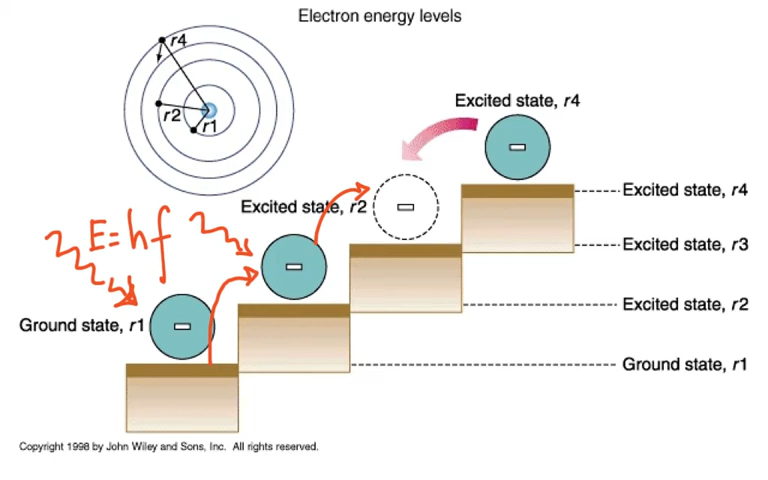 Electron energy levels
r4
r2
r1
Excited state, r4
Excited state, r2
E=hf
Ground state, r1
Excited state, r4
Excited state, r3
Excited state, r2
Ground state, r1
Copyright 1998 by John Wiley and Sons, Inc. All rights reserved.